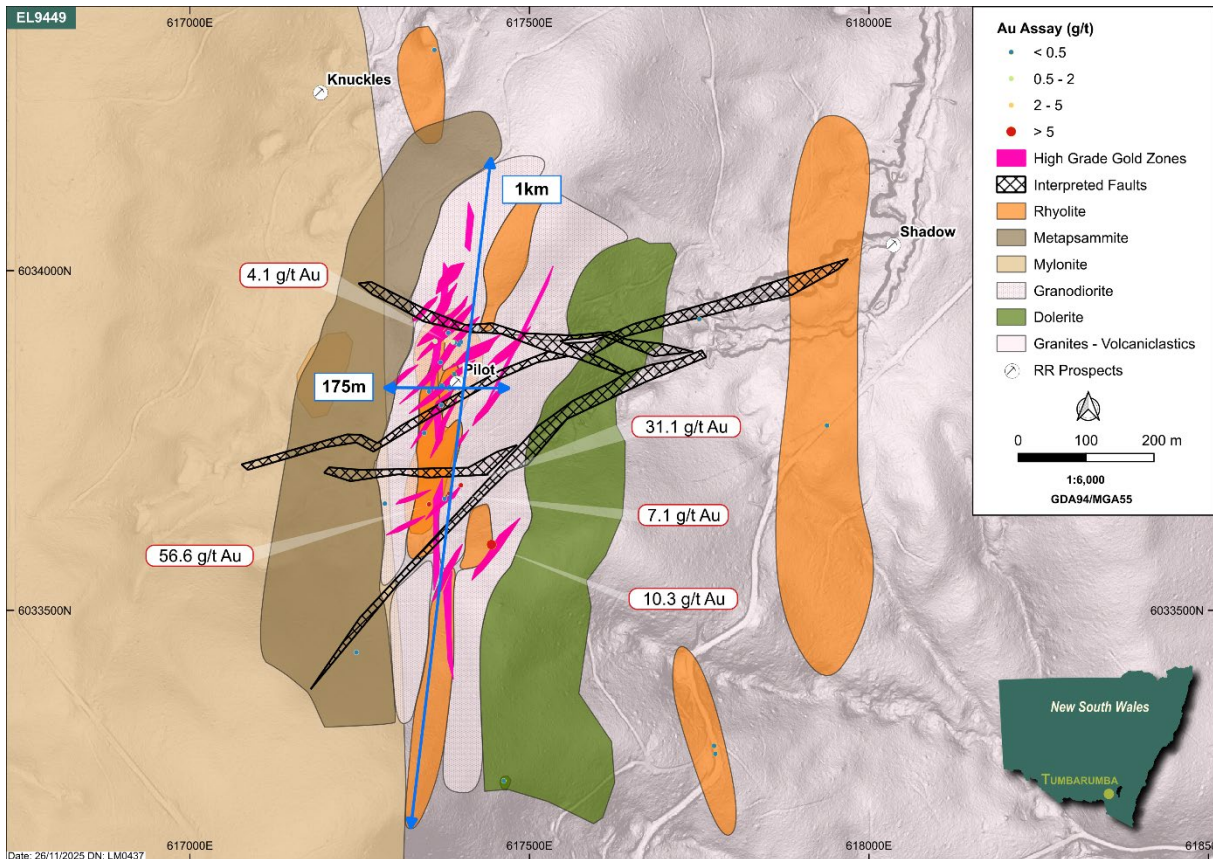 EL9449
617000E
617500E
618000E
Knuckles
1km
Shadow
6034000N
4.1 g/t Au
Pilot
175m
31.1 g/t Au
7.1 g/t Au
56.6 g/t Au
10.3 g/t Au
6033500N
6033500N
617000E
617500E
618000E
6185
Date: 26/11/2025 DN: LM0437
Au Assay (g/t)
< 0.5
0.5 - 2
2 - 5
> 5
High Grade Gold Zones
Interpreted Faults
Rhyolite
Metapsammite
Mylonite
Granodiorite
Dolerite
Granites - Volcaniclastics
RR Prospects
0 100 200 m
1:6,000
GDA94/MGA55
New South Wales
TUMBARUMBA